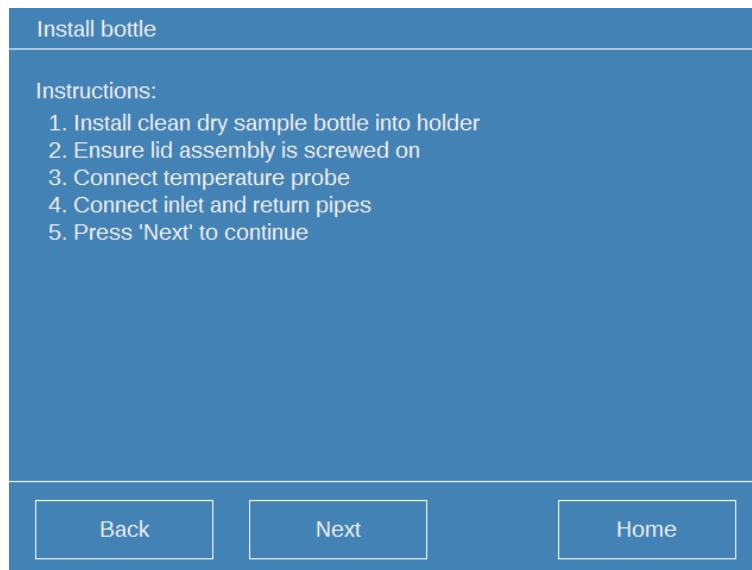 Install bottle
Instructions:
1. Install clean dry sample bottle into holder
2. Ensure lid assembly is screwed on
3. Connect temperature probe
4. Connect inlet and return pipes
5. Press 'Next' to continue
Back Next Home